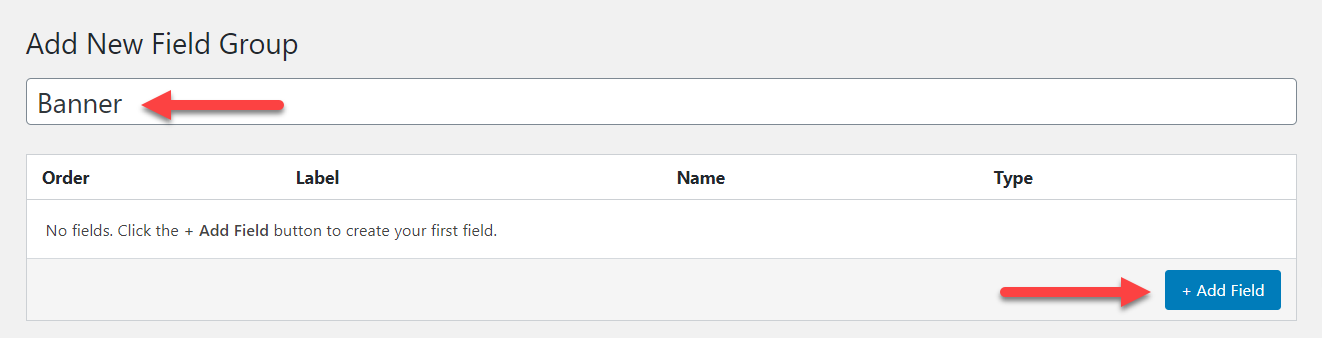 Add New Field Group
Banner
Order Label Name Type
No fields. Click the + Add Field button to create your first field.
+ Add Field